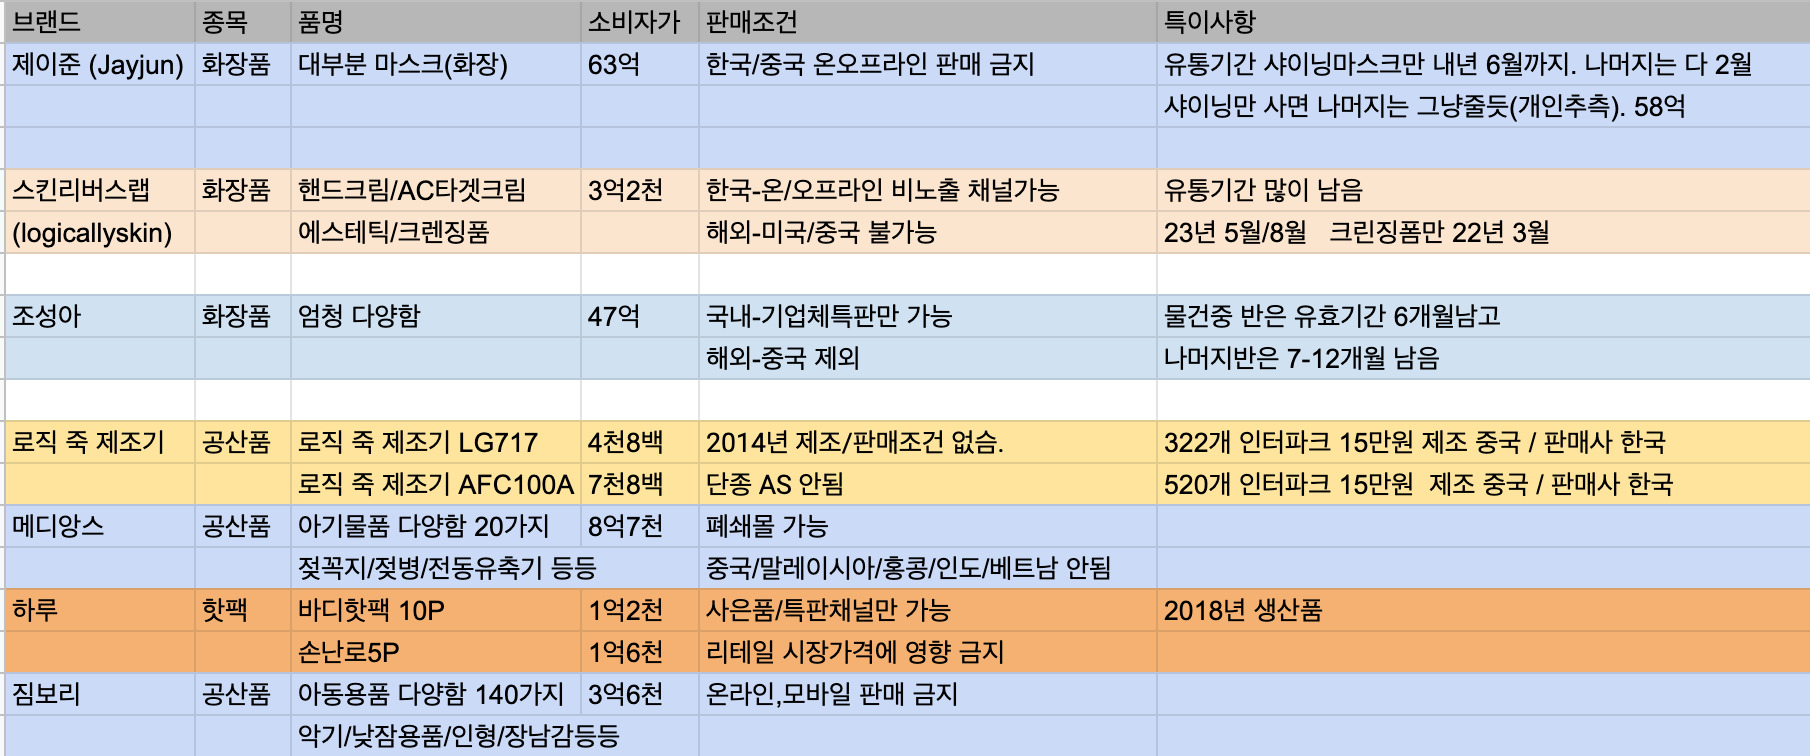 브랜드 종목 품명 소비자가 판매조건 특이사항
제이준 (Jayjun) 화장품 대부분 마스크(화장) 63억 한국/중국 온오프라인 판매 금지 유통기간 샤이닝마스크만 내년 6월까지. 나머지는 다 2월
샤이닝만 사면 나머지는 그냥줄듯(개인추측). 58억
스킨리버스랩 화장품 핸드크림/AC타겟크림 3억2천 한국-온/오프라인 비노출 채널가능 유통기간 많이 남음
(logicallyskin) 에스테틱/크렌징품 해외-미국/중국 불가능 23년 5월/8월 크린징폼만 22년 3월
조성아 화장품 엄청 다양함 47억 국내-기업체특판만 가능 물건중 반은 유효기간 6개월남고
해외-중국 제외 나머지반은 7-12개월 남음
로직 죽 제조기 공산품 로직 죽 제조기 LG717 4천8백 2014년 제조/판매조건 없슴. 322개 인터파크 15만원 제조 중국 / 판매사 한국
로직 죽 제조기 AFC100A 7천8백 단종 AS 안됨 520개 인터파크 15만원 제조 중국 / 판매사 한국
메디앙스 공산품 아기물품 다양함 20가지 8억7천 폐쇄몰 가능
젖꼭지/젖병/전동유축기 등등 중국/말레이시아/홍콩/인도/베트남 안됨
하루 핫팩 바디핫팩 10P 1억2천 사은품/특판채널만 가능 2018년 생산품
손난로5P 1억6천 리테일 시장가격에 영향 금지
짐보리 공산품 아동용품 다양함 140가지 3억6천 온라인,모바일 판매 금지
악기/낮잠용품/인형/장남감등등